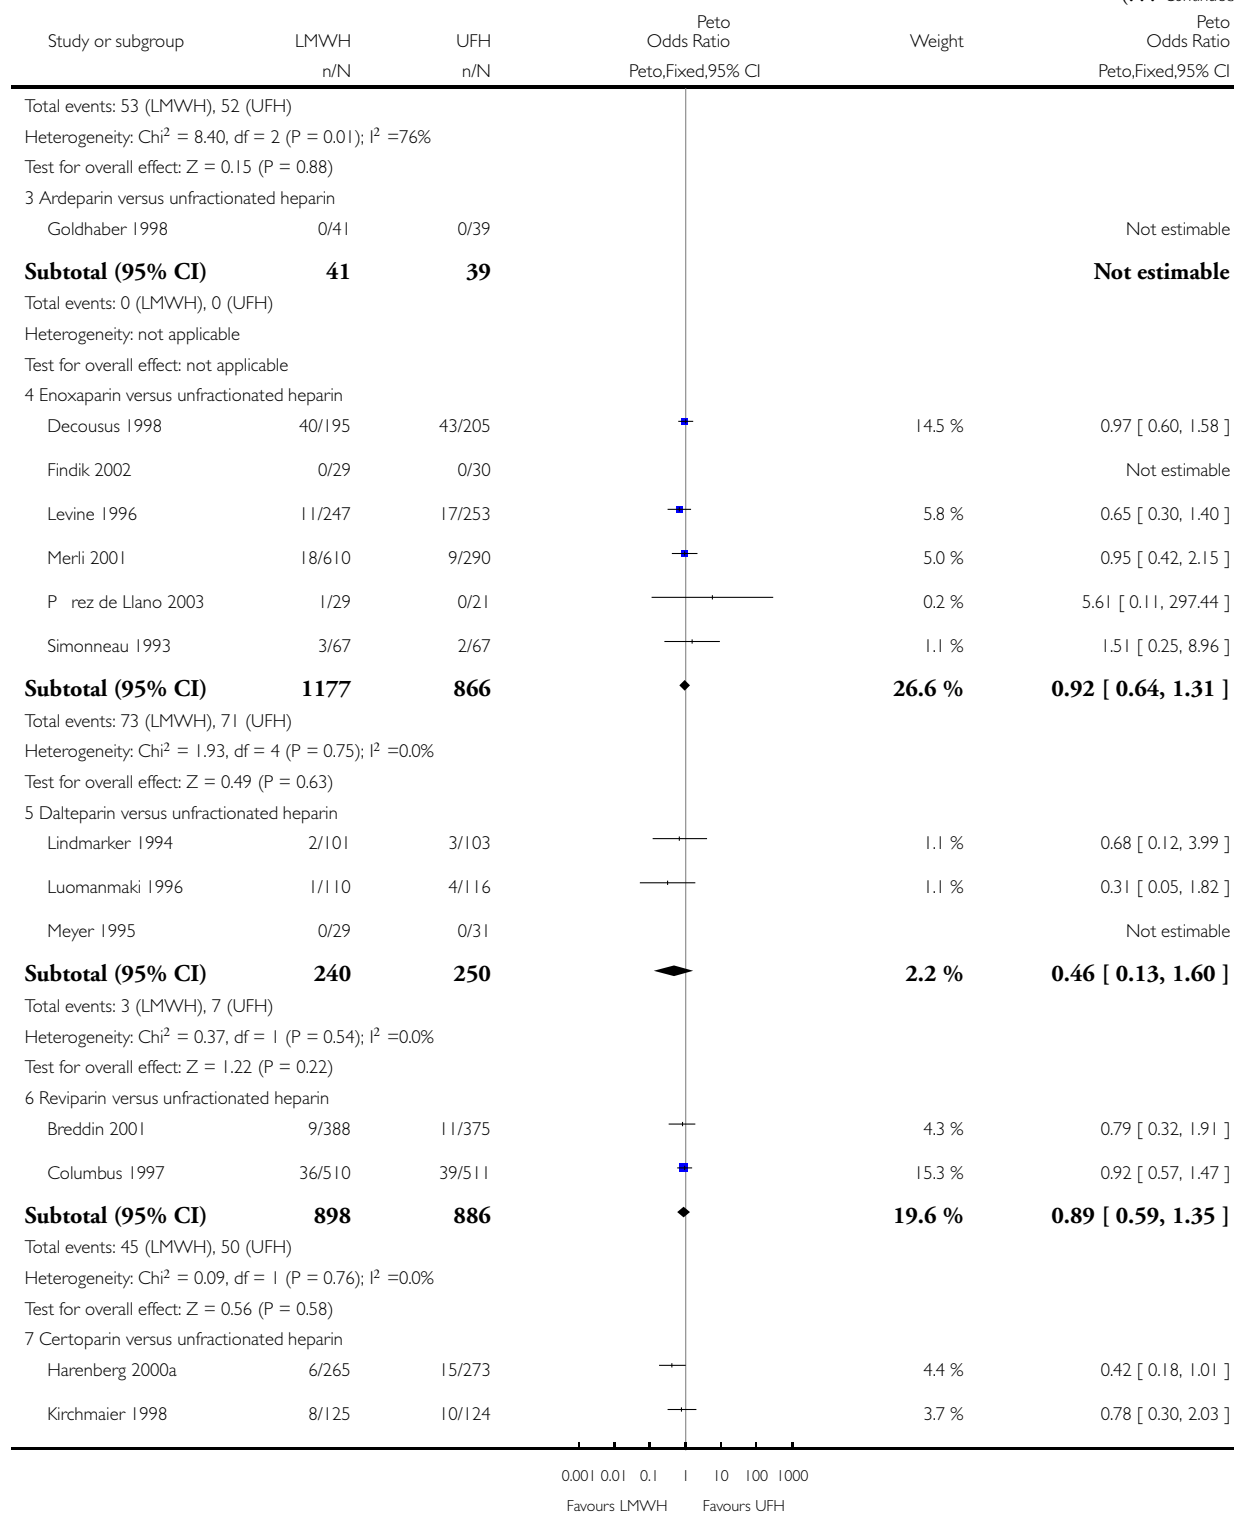 Peto Peto
Study or subgroup LMWH UFH Odds Ratio Weight Odds Ratio
n/N n/N Peto,Fixed,95% CI Peto,Fixed,95% CI
Total events: 53 (LMWH), 52 (UFH)
Heterogeneity: Chi² = 8.40, df = 2 (P = 0.01); I² =76%
Test for overall effect: Z = 0.15 (P = 0.88)
3 Ardeparin versus unfractionated heparin
Goldhaber 1998 0/41 0/39 Not estimable
Subtotal (95% CI) 41 39 Not estimable
Total events: 0 (LMWH), 0 (UFH)
Heterogeneity: not applicable
Test for overall effect: not applicable
4 Enoxaparin versus unfractionated heparin
Decousus 1998 40/195 43/205 14.5 % 0.97 [ 0.60, 1.58 ]
Findik 2002 0/29 0/30 Not estimable
Levine 1996 11/247 17/253 5.8 % 0.65 [ 0.30, 1.40 ]
Merli 2001 18/610 9/290 5.0 % 0.95 [ 0.42, 2.15 ]
P rez de Llano 2003 1/29 0/21 0.2 % 5.61 [ 0.11, 297.44 ]
Simonneau 1993 3/67 2/67 1.1 % 1.51 [ 0.25, 8.96 ]
Subtotal (95% CI) 1177 866 26.6 % 0.92 [ 0.64, 1.31 ]
Total events: 73 (LMWH), 71 (UFH)
Heterogeneity: Chi² = 1.93, df = 4 (P = 0.75); I² =0.0%
Test for overall effect: Z = 0.49 (P = 0.63)
5 Dalteparin versus unfractionated heparin
Lindmarker 1994 2/101 3/103 1.1 % 0.68 [ 0.12, 3.99 ]
Luomanmaki 1996 1/110 4/116 1.1 % 0.31 [ 0.05, 1.82 ]
Meyer 1995 0/29 0/31 Not estimable
Subtotal (95% CI) 240 250 2.2 % 0.46 [ 0.13, 1.60 ]
Total events: 3 (LMWH), 7 (UFH)
Heterogeneity: Chi² = 0.37, df = 1 (P = 0.54); I² =0.0%
Test for overall effect: Z = 1.22 (P = 0.22)
6 Reviparin versus unfractionated heparin
Breddin 2001 9/388 11/375 4.3 % 0.79 [ 0.32, 1.91 ]
Columbus 1997 36/510 39/511 15.3 % 0.92 [ 0.57, 1.47 ]
Subtotal (95% CI) 898 886 19.6 % 0.89 [ 0.59, 1.35 ]
Total events: 45 (LMWH), 50 (UFH)
Heterogeneity: Chi² = 0.09, df = 1 (P = 0.76); I² =0.0%
Test for overall effect: Z = 0.56 (P = 0.58)
7 Certoparin versus unfractionated heparin
Harenberg 2000a 6/265 15/273 4.4 % 0.42 [ 0.18, 1.01 ]
Kirchmaier 1998 8/125 10/124 3.7 % 0.78 [ 0.30, 2.03 ]
0.001 0.01 0.1 1 10 100 1000
Favours LMWH Favours UFH